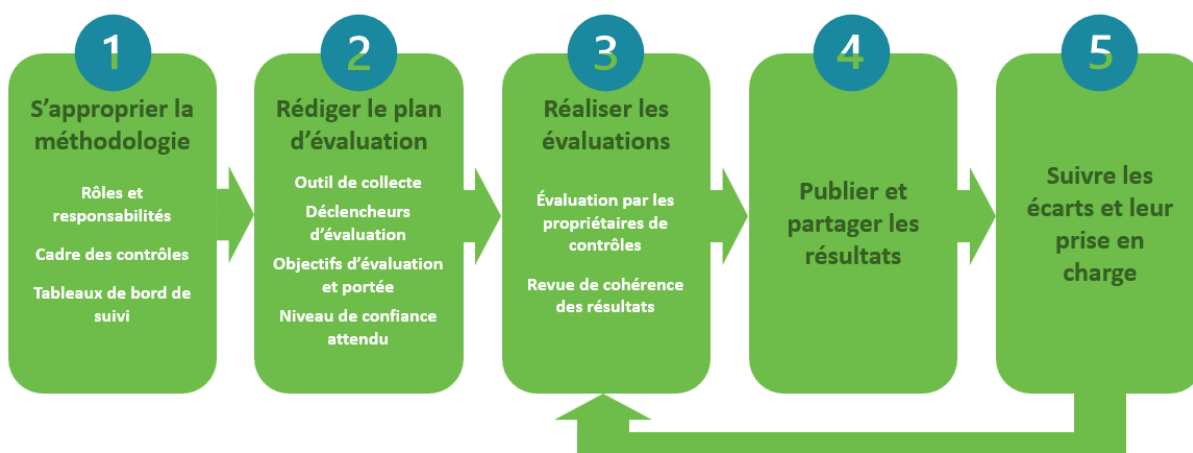 1
S'approprier la
méthodologie
Rôles et
responsabilités
Cadre des contrôles
Tableaux de bord de
suivi
2
Rédiger le plan
d'évaluation
Outil de collecte
Déclencheurs
d'évaluation
Objectifs d'évaluation
et portée
Niveau de confiance
attendu
3
Réaliser les
évaluations
Évaluation par les
propriétaires de
contrôles
Revue de cohérence
des résultats
4
Publier et
partager les
résultats
5
Suivre les
écarts et leur
prise en
charge